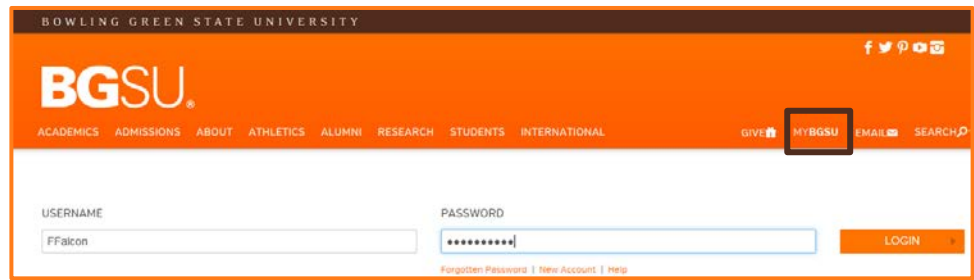 BOWLING GREEN STATE UNIVERSITY
BGSU®
ACADEMICS ADMISSIONS ABOUT ATHLETICS ALUMNI RESEARCH STUDENTS INTERNATIONAL GIVE MYBGSU EMAIL SEARCH
USERNAME PASSWORD
FFalcon •••••••••• LOGIN
Forgotten Password | New Account | Help